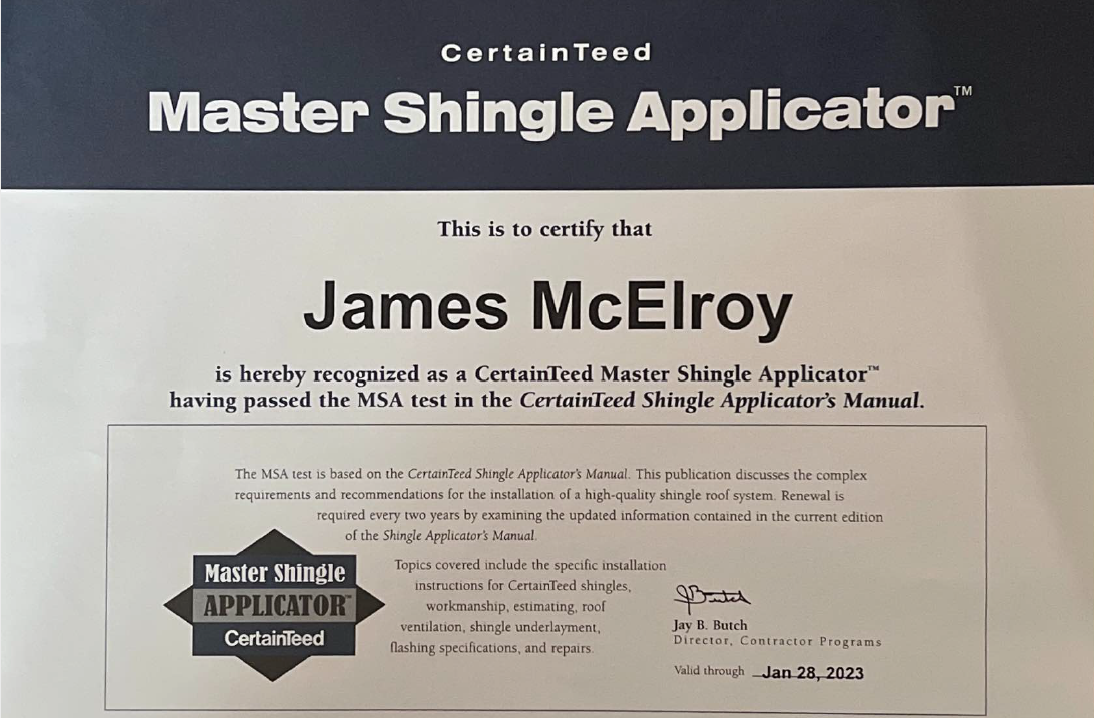 CertainTeed
Master Shingle Applicator™
This is to certify that
James McElroy
is hereby recognized as a CertainTeed Master Shingle Applicator™
having passed the MSA test in the CertainTeed Shingle Applicator's Manual.
The MSA test is based on the CertainTeed Shingle Applicator's Manual. This publication discusses the complex
requirements and recommendations for the installation of a high-quality shingle roof system. Renewal is
required every two years by examining the updated information contained in the current edition
of the Shingle Applicator's Manual.
Master Shingle
APPLICATOR™
CertainTeed
Topics covered include the specific installation
instructions for CertainTeed shingles,
workmanship, estimating, roof
ventilation, shingle underlayment,
flashing specifications, and repairs.
JButch
Jay B. Butch
Director, Contractor Programs
Valid through Jan 28, 2023